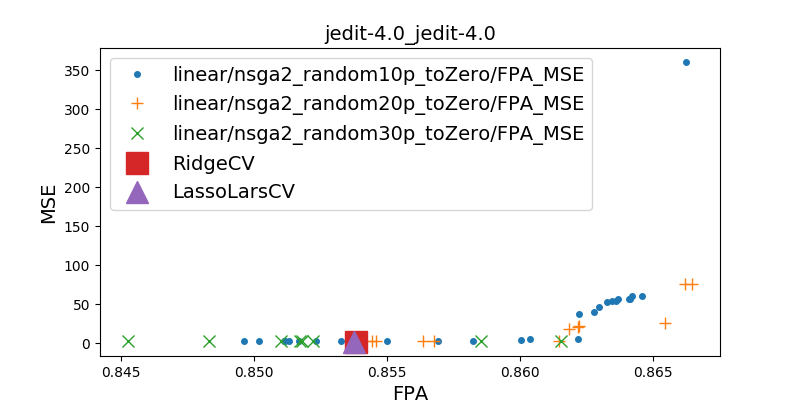 jedit-4.0_jedit-4.0
linear/nsga2_random10p_toZero/FPA_MSE
linear/nsga2_random20p_toZero/FPA_MSE
linear/nsga2_random30p_toZero/FPA_MSE
RidgeCV
LassoLarsCV
MSE
350
300
250
200
150
100
50
0
0.845
0.850
0.855
0.860
0.865
FPA